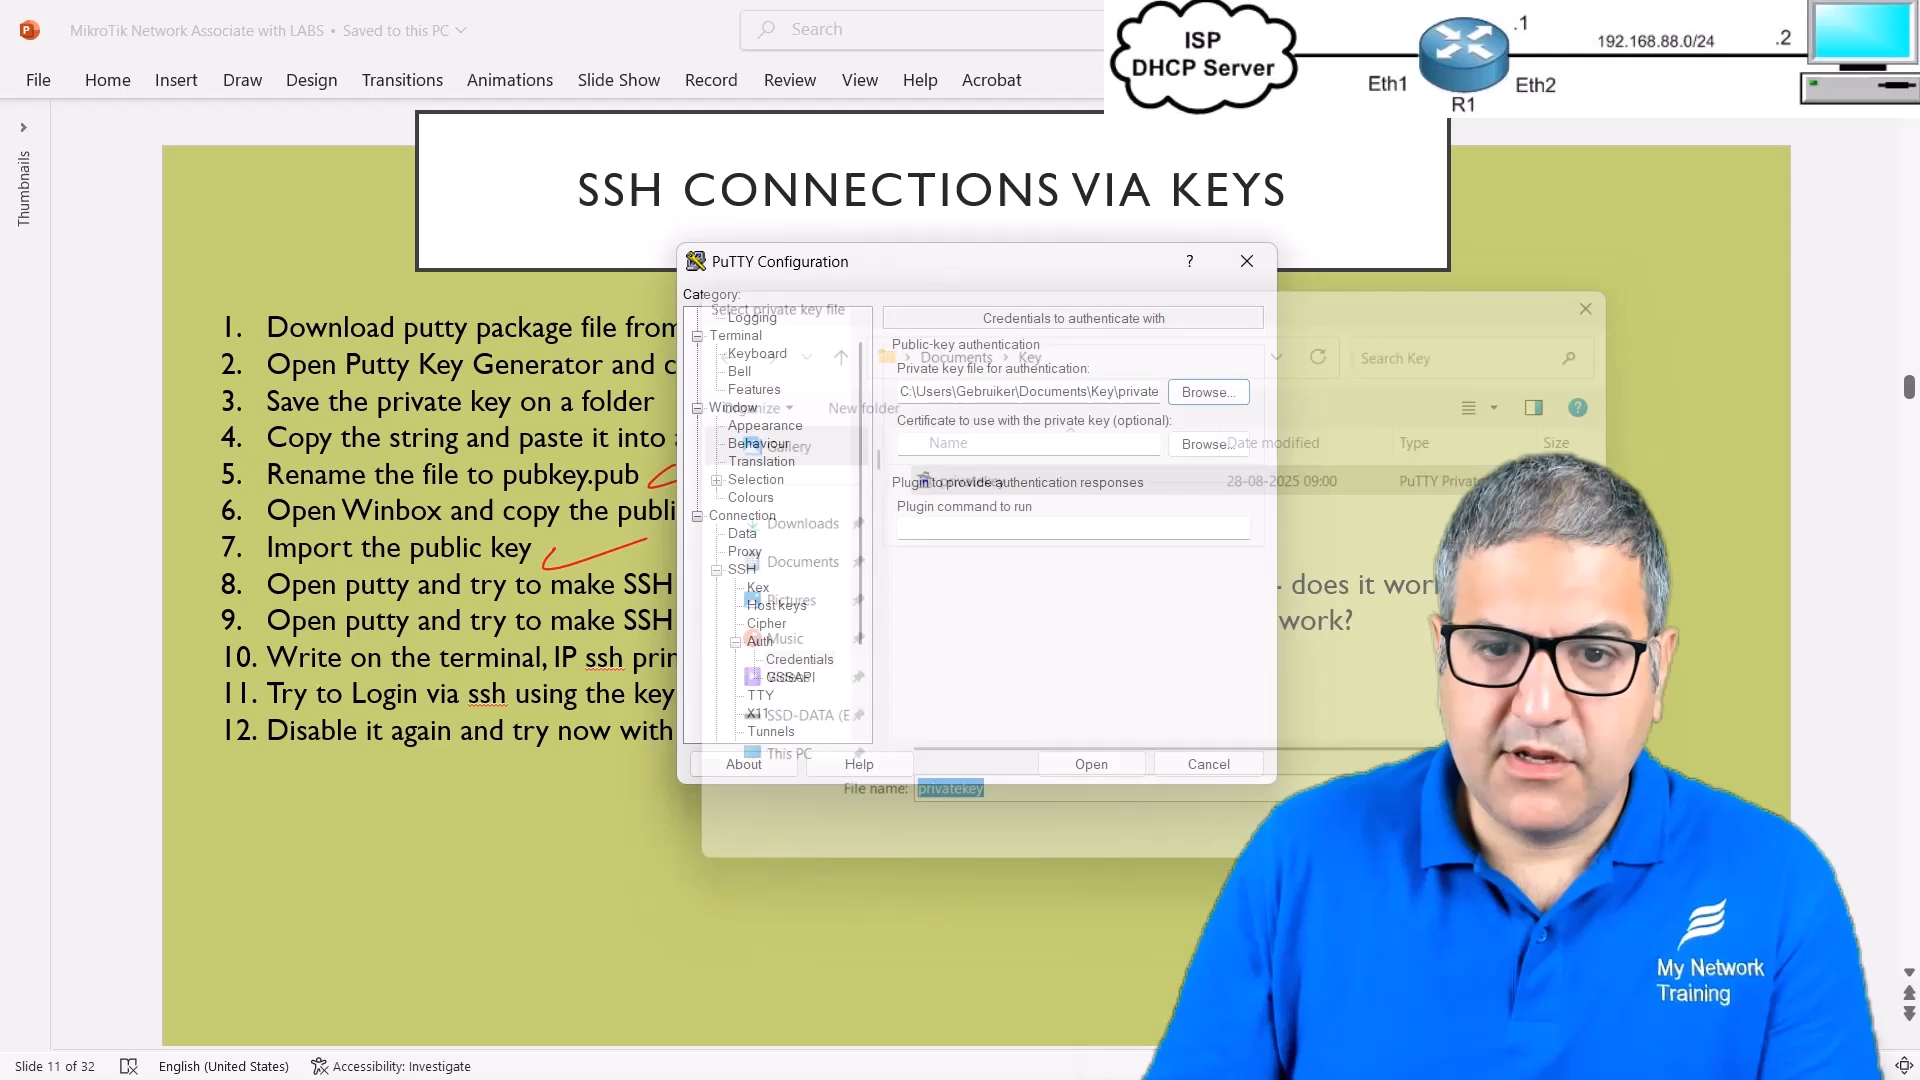 MikroTik Network Associate with LABS • Saved to this PC
Search
File Home Insert Draw Design Transitions Animations Slide Show Record Review View Help Acrobat
ISP
DHCP Server
Eth1
R1
.1
Eth2
192.168.88.0/24
.2
Thumbnails
SSH CONNECTIONS VIA KEYS
1. Download putty package file from
2. Open Putty Key Generator and c
3. Save the private key on a folder
4. Copy the string and paste it into a
5. Rename the file to pubkey.pub
6. Open Winbox and copy the publi
7. Import the public key
8. Open putty and try to make SSH
- does it wor
9. Open putty and try to make SSH
work?
10. Write on the terminal, IP ssh prin
11. Try to Login via ssh using the key
12. Disable it again and try now with
PuTTY Configuration
?
Category:
Logging
Terminal
Keyboard
Bell
Features
Window
Appearance
Behaviour
Translation
Selection
Colours
Connection
Data
Proxy
SSH
Kex
Host keys
Cipher
Auth
Credentials
GSSAPI
TTY
X11
Tunnels
Credentials to authenticate with
Public-key authentication
Private key file for authentication:
C:\Users\Gebruiker\Documents\Key\private
Browse...
Certificate to use with the private key (optional):
Browse...
Plugin to provide authentication responses
Plugin command to run
About
Help
Open
Cancel
Select private key file
Documents › Key
Search Key
Organize
New folder
Name
Date modified
Type
Size
28-08-2025 09:00
PuTTY Priva
Gallery
Downloads
Documents
Pictures
Music
SSD-DATA (E
This PC
File name:
privatekey
My Network
Training
Slide 11 of 32
English (United States)
Accessibility: Investigate